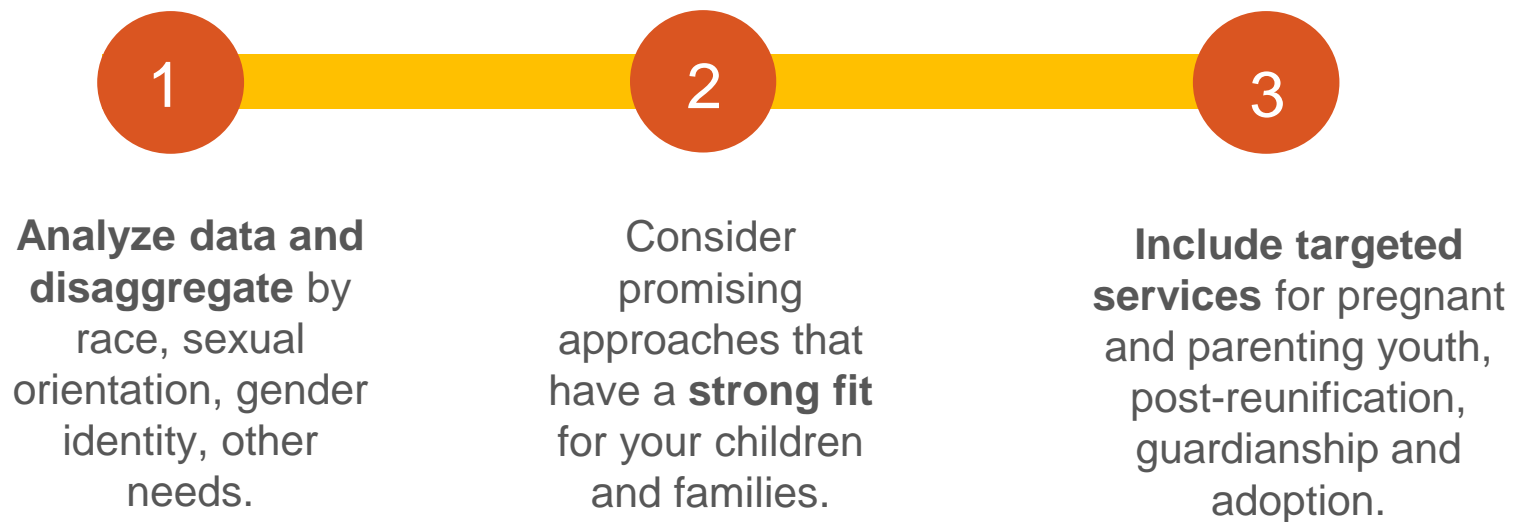 1
2
3
Analyze data and
disaggregate by
race, sexual
orientation, gender
identity, other
needs.
Consider
promising
approaches that
have a strong fit
for your children
and families.
Include targeted
services for pregnant
and parenting youth,
post-reunification,
guardianship and
adoption.